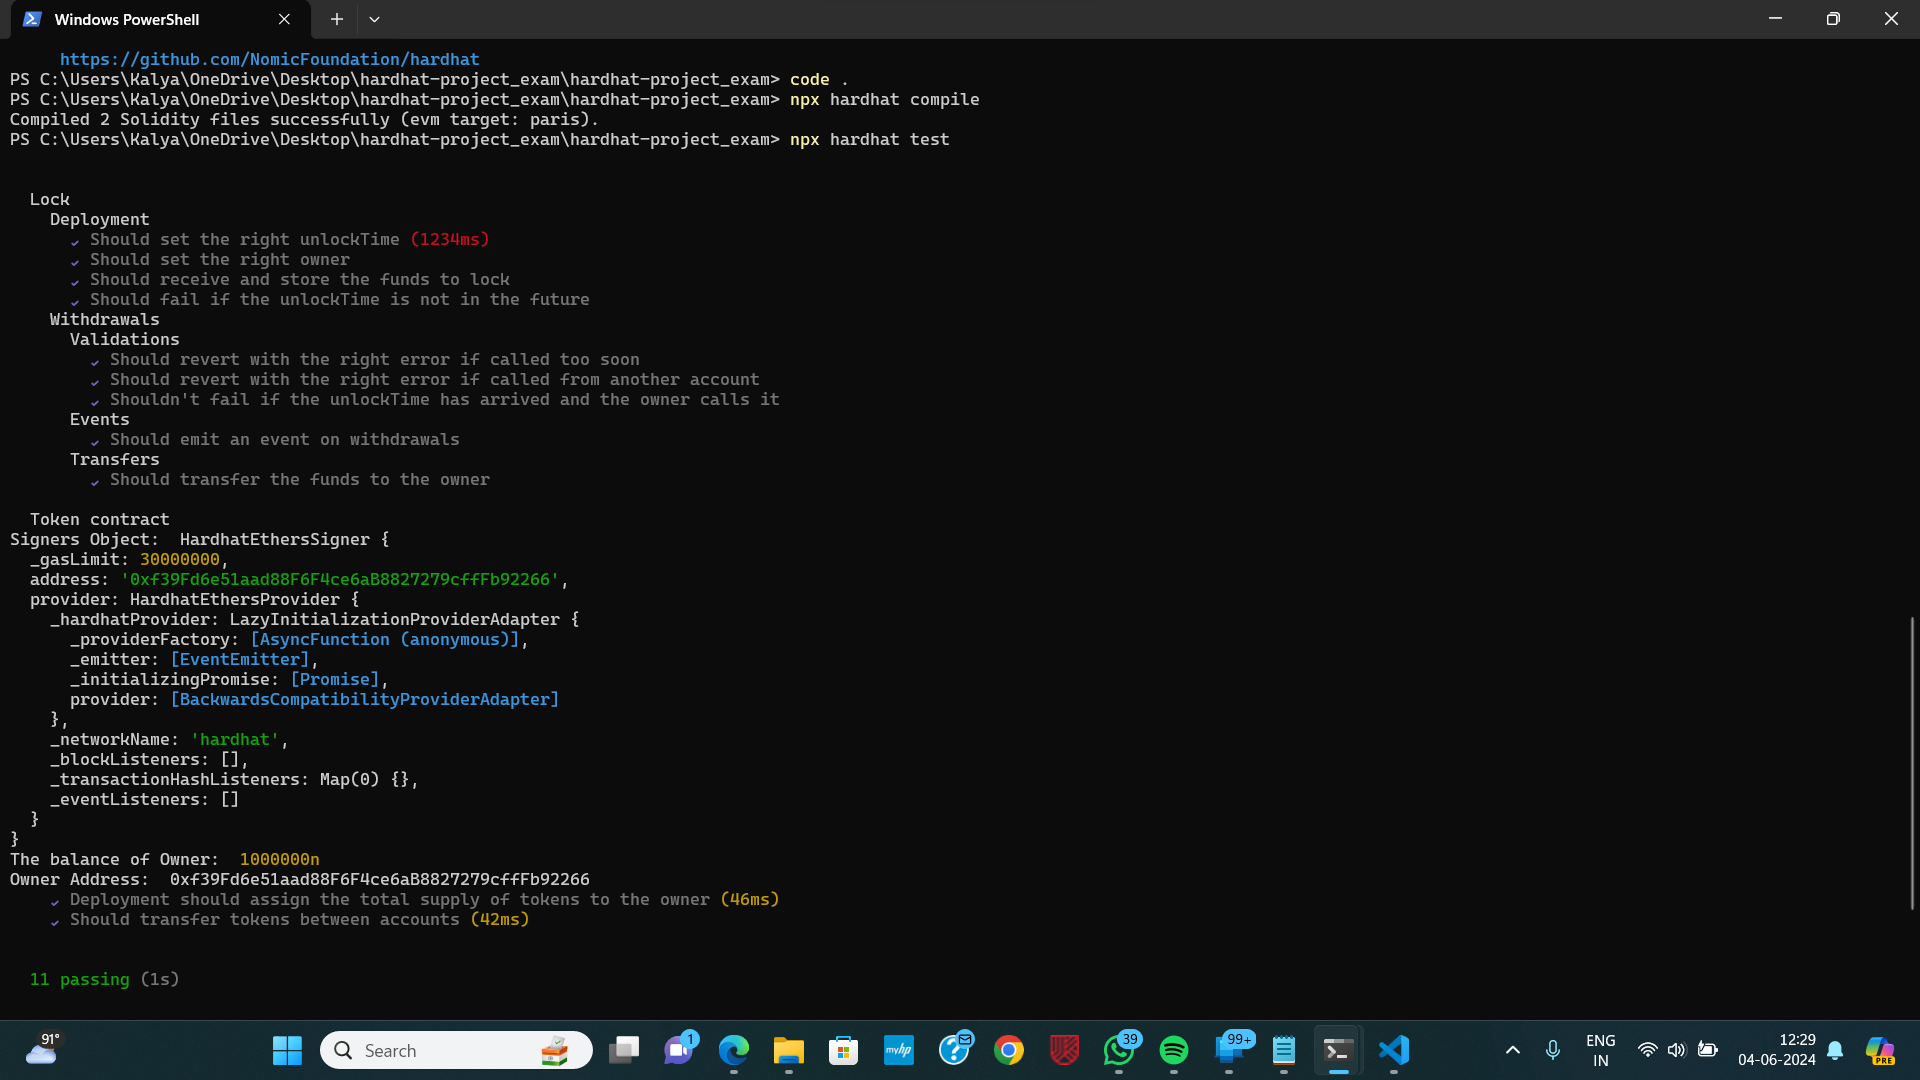 Windows PowerShell
https://github.com/NomicFoundation/hardhat
PS C:\Users\Kalya\OneDrive\Desktop\hardhat-project_exam\hardhat-project_exam> code .
PS C:\Users\Kalya\OneDrive\Desktop\hardhat-project_exam\hardhat-project_exam> npx hardhat compile
Compiled 2 Solidity files successfully (evm target: paris).
PS C:\Users\Kalya\OneDrive\Desktop\hardhat-project_exam\hardhat-project_exam> npx hardhat test
Lock
Deployment
✓ Should set the right unlockTime (1234ms)
✓ Should set the right owner
✓ Should receive and store the funds to lock
✓ Should fail if the unlockTime is not in the future
Withdrawals
Validations
✓ Should revert with the right error if called too soon
✓ Should revert with the right error if called from another account
✓ Shouldn't fail if the unlockTime has arrived and the owner calls it
Events
✓ Should emit an event on withdrawals
Transfers
✓ Should transfer the funds to the owner
Token contract
Signers Object:  HardhatEthersSigner {
_gasLimit: 30000000,
address: '0xf39Fd6e51aad88F6F4ce6aB8827279cffFb92266',
provider: HardhatEthersProvider {
_hardhatProvider: LazyInitializationProviderAdapter {
_providerFactory: [AsyncFunction (anonymous)],
_emitter: [EventEmitter],
_initializingPromise: [Promise],
provider: [BackwardsCompatibilityProviderAdapter]
},
_networkName: 'hardhat',
_blockListeners: [],
_transactionHashListeners: Map(0) {},
_eventListeners: []
}
}
The balance of Owner:  1000000n
Owner Address:  0xf39Fd6e51aad88F6F4ce6aB8827279cffFb92266
✓ Deployment should assign the total supply of tokens to the owner (46ms)
✓ Should transfer tokens between accounts (42ms)
11 passing (1s)
91°
Search
1
myhp
39
99+
ENG
IN
12:29
04-06-2024
PRE